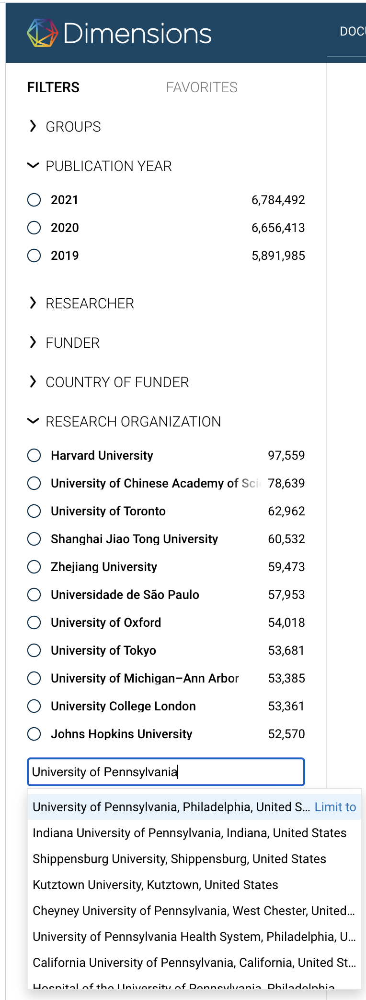 Dimensions
DOCU
FILTERS FAVORITES
GROUPS
PUBLICATION YEAR
2021 6,784,492
2020 6,656,413
2019 5,891,985
RESEARCHER
FUNDER
COUNTRY OF FUNDER
RESEARCH ORGANIZATION
Harvard University 97,559
University of Chinese Academy of Scie 78,639
University of Toronto 62,962
Shanghai Jiao Tong University 60,532
Zhejiang University 59,473
Universidade de São Paulo 57,953
University of Oxford 54,018
University of Tokyo 53,681
University of Michigan–Ann Arbor 53,385
University College London 53,361
Johns Hopkins University 52,570
University of Pennsylvania
University of Pennsylvania, Philadelphia, United S... Limit to
Indiana University of Pennsylvania, Indiana, United States
Shippensburg University, Shippensburg, United States
Kutztown University, Kutztown, United States
Cheyney University of Pennsylvania, West Chester, United...
University of Pennsylvania Health System, Philadelphia, U...
California University of Pennsylvania, California, United St...
Hospital of the University of Pennsylvania, Philadelphia,